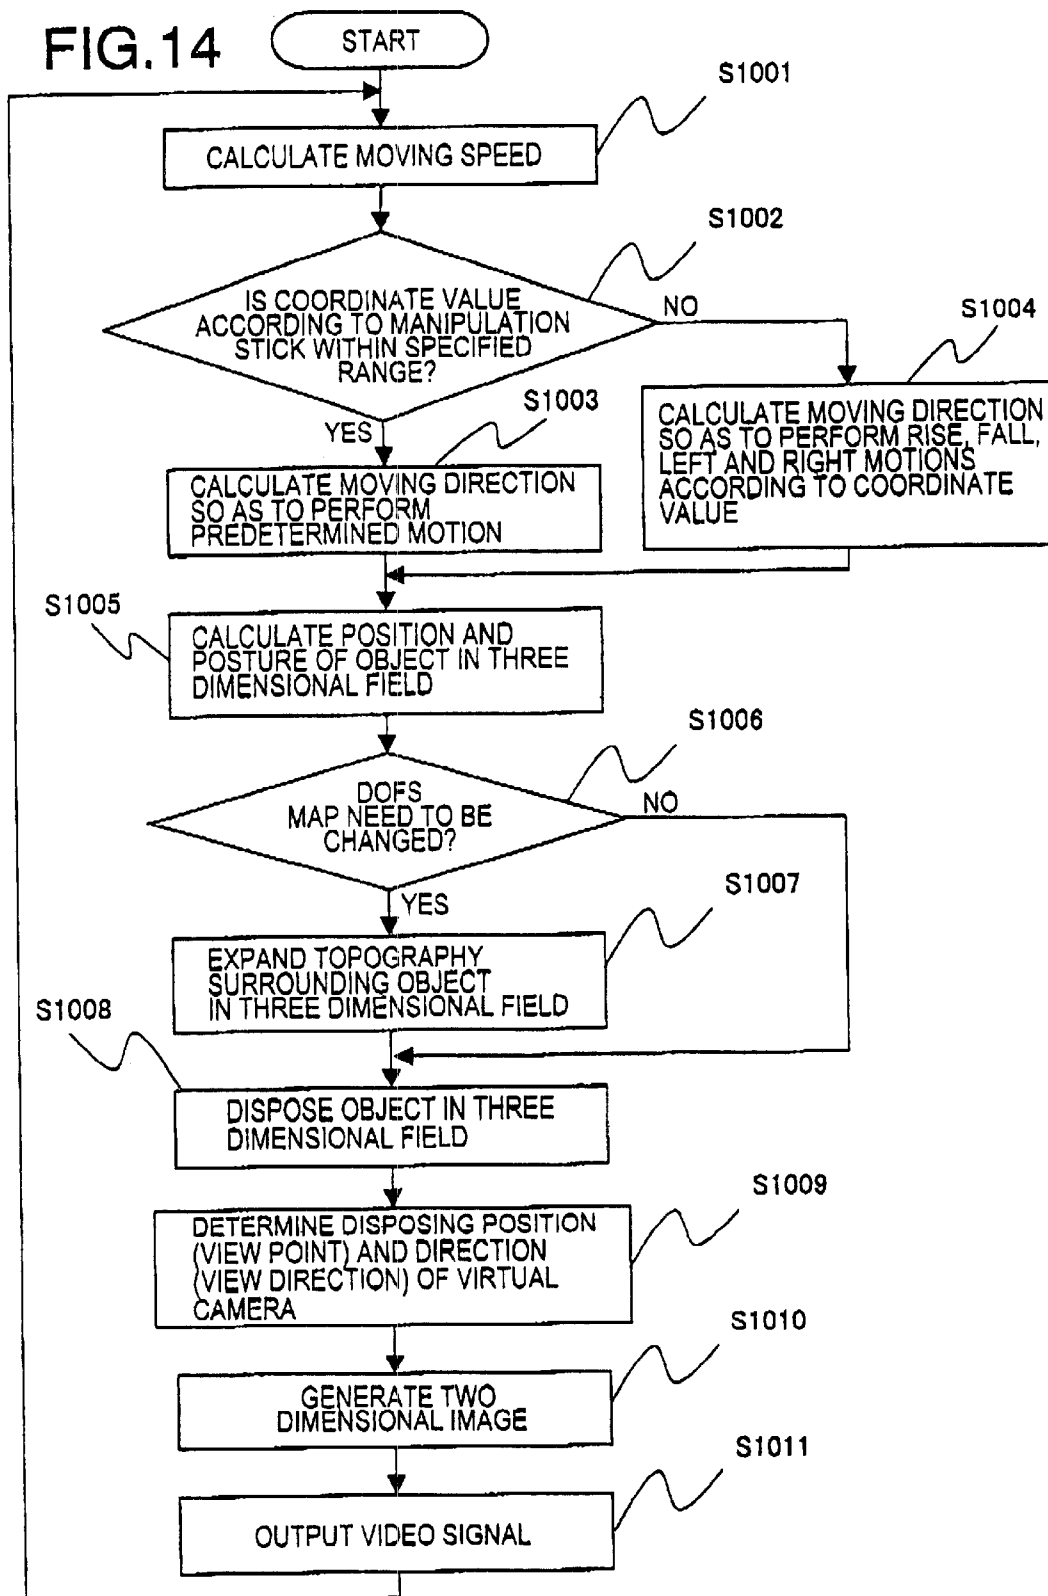 FIG.14
START
S1001
CALCULATE MOVING SPEED
S1002
IS COORDINATE VALUE
ACCORDING TO MANIPULATION
STICK WITHIN SPECIFIED
RANGE?
NO
S1004
YES
S1003
CALCULATE MOVING DIRECTION
SO AS TO PERFORM RISE, FALL,
LEFT AND RIGHT MOTIONS
ACCORDING TO COORDINATE
VALUE
CALCULATE MOVING DIRECTION
SO AS TO PERFORM
PREDETERMINED MOTION
S1005
CALCULATE POSITION AND
POSTURE OF OBJECT IN THREE
DIMENSIONAL FIELD
S1006
DOFS
MAP NEED TO BE
CHANGED?
NO
YES
S1007
EXPAND TOPOGRAPHY
SURROUNDING OBJECT
IN THREE DIMENSIONAL FIELD
S1008
DISPOSE OBJECT IN THREE
DIMENSIONAL FIELD
S1009
DETERMINE DISPOSING POSITION
(VIEW POINT) AND DIRECTION
(VIEW DIRECTION) OF VIRTUAL
CAMERA
S1010
GENERATE TWO
DIMENSIONAL IMAGE
S1011
OUTPUT VIDEO SIGNAL